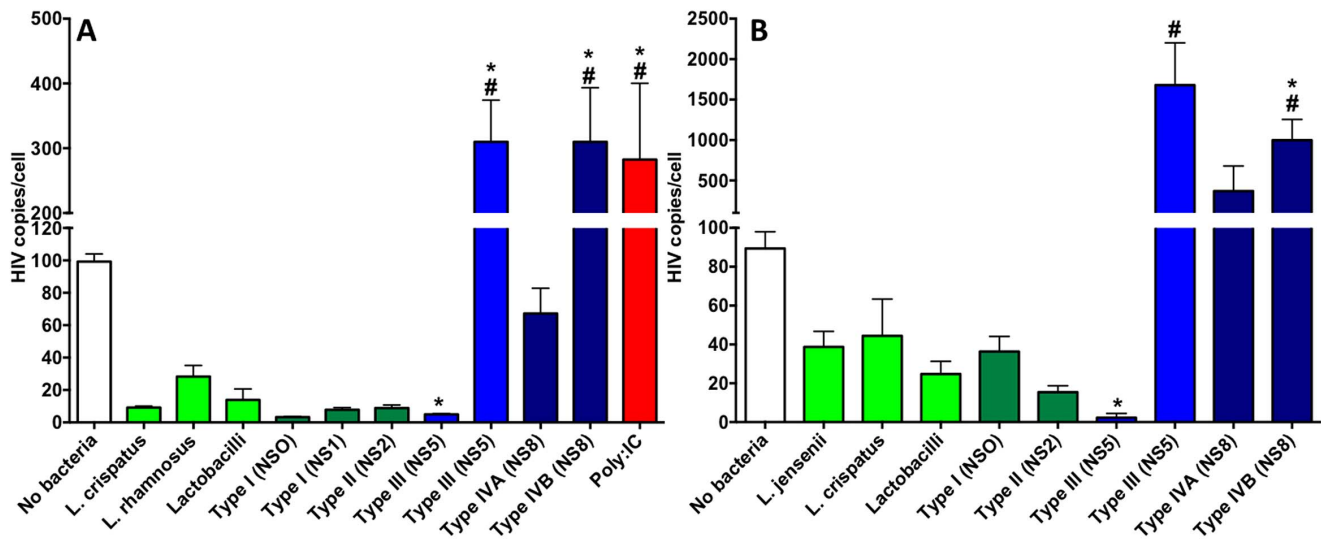 A
HIV copies/cell
500
400
300
200
120
100
80
60
40
20
0
*
*
#
*
#
*
#
No bacteria
L. crispatus
L. rhamnosus
Lactobacilli
Type I (NSO)
Type I (NS1)
Type II (NS2)
Type III (NS5)
Type III (NS5)
Type IVA (NS8)
Type IVB (NS8)
Poly:IC
B
HIV copies/cell
2500
2000
1500
1000
500
100
80
60
40
20
0
*
#
*
#
No bacteria
L. jensenii
L. crispatus
Lactobacilli
Type I (NSO)
Type II (NS2)
Type III (NS5)
Type III (NS5)
Type IVA (NS8)
Type IVB (NS8)